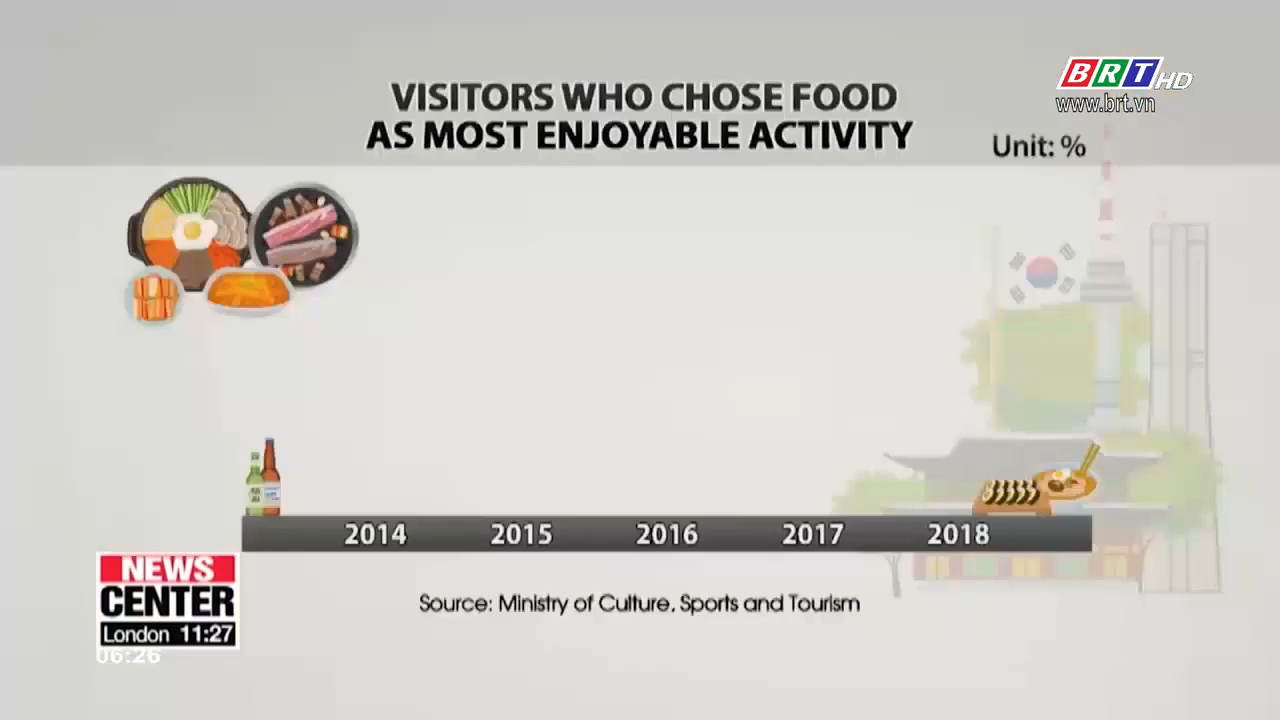 BRT HD
www.brt.vn
VISITORS WHO CHOSE FOOD
AS MOST ENJOYABLE ACTIVITY
Unit: %
2014 2015 2016 2017 2018
Source: Ministry of Culture, Sports and Tourism
NEWS
CENTER
London 11:27
06:26